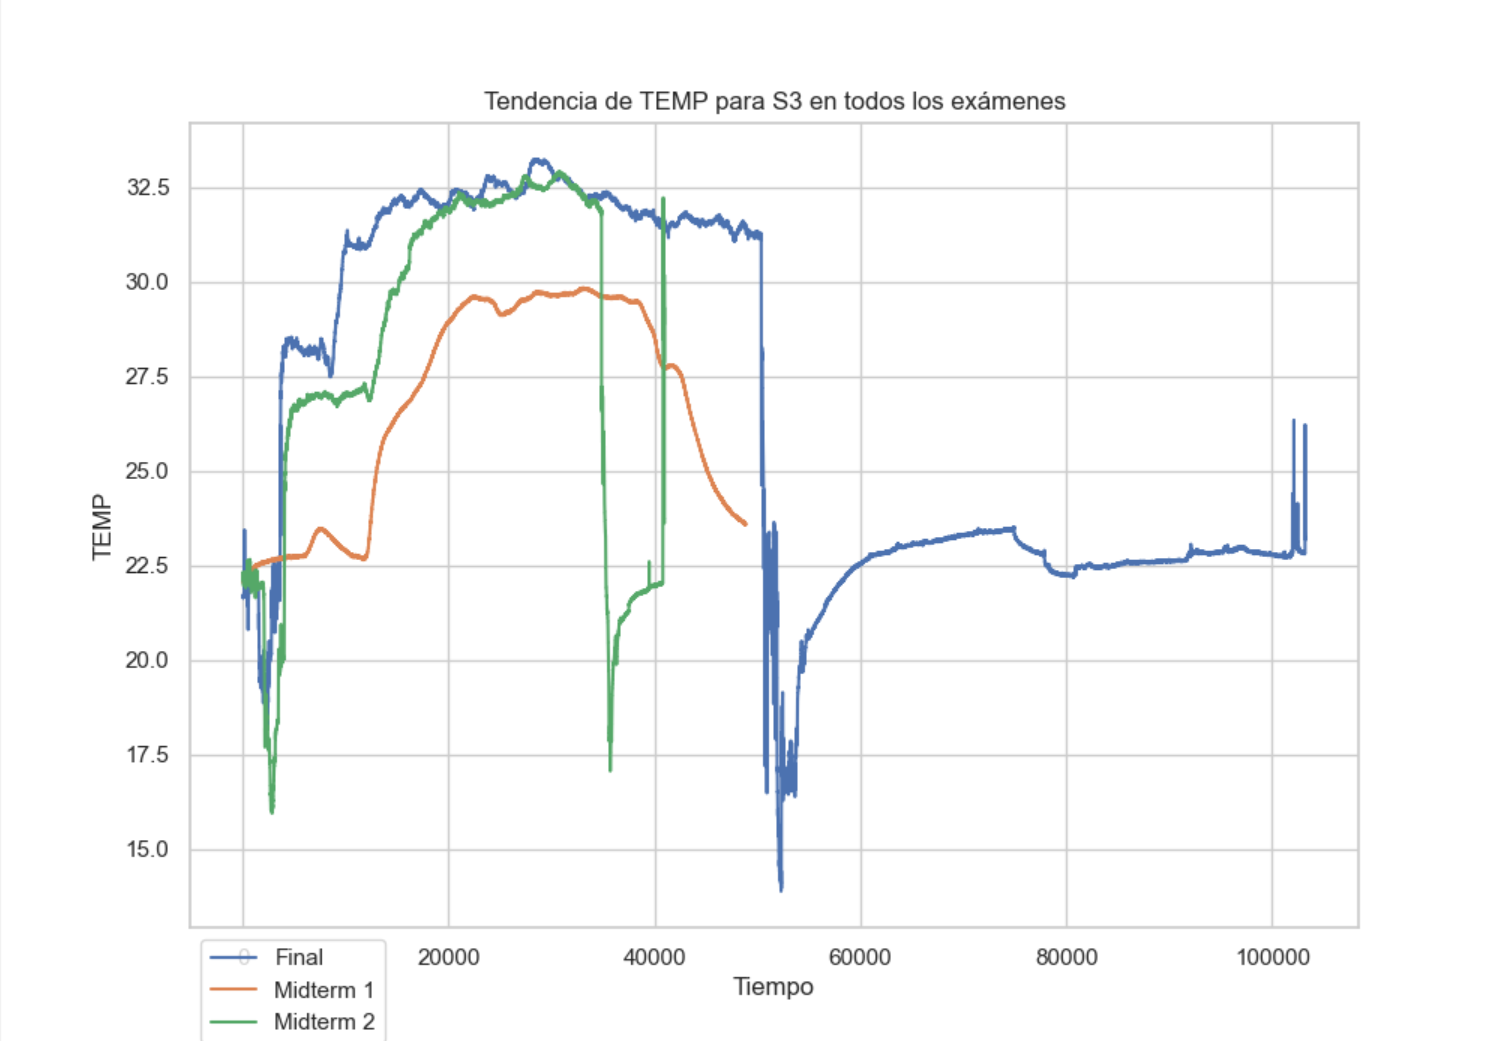 Tendencia de TEMP para S3 en todos los exámenes
32.5
30.0
27.5
25.0
22.5
20.0
17.5
15.0
TEMP
0
20000
40000
60000
80000
100000
Tiempo
Final
Midterm 1
Midterm 2